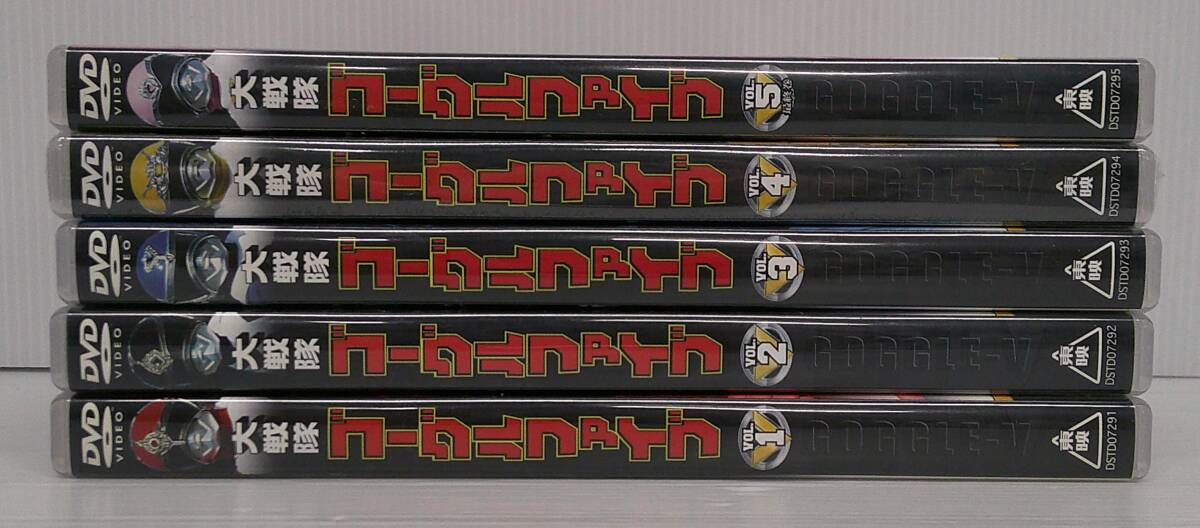 DVD VIDEO 大戦隊 ゴーグルファイブ VOL. 5 最終巻 GOGGLE-V 東映 DSTD07295
DVD VIDEO 大戦隊 ゴーグルファイブ VOL. 4 GOGGLE-V 東映 DSTD07294
DVD VIDEO 大戦隊 ゴーグルファイブ VOL. 3 GOGGLE-V 東映 DSTD07293
DVD VIDEO 大戦隊 ゴーグルファイブ VOL. 2 GOGGLE-V 東映 DSTD07292
DVD VIDEO 大戦隊 ゴーグルファイブ VOL. 1 GOGGLE-V 東映 DSTD07291